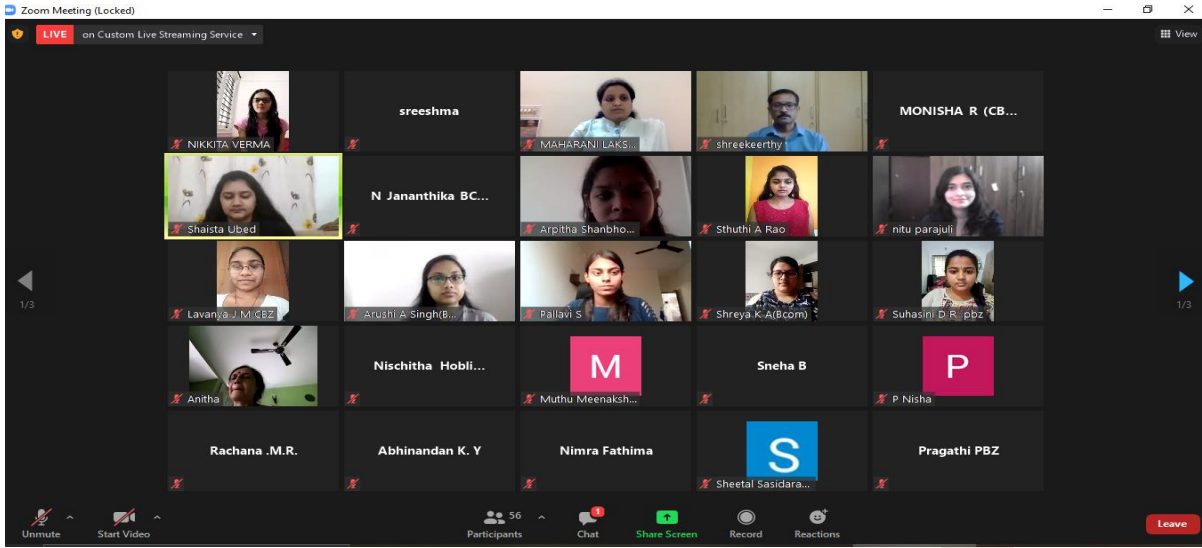 Zoom Meeting (Locked)
LIVE on Custom Live Streaming Service
View
NIKKITA VERMA
sreeshma
MAHARANI LAKS...
shreekeerthy
MONISHA R (CB...
Shaista Ubed
N Jananthika BC...
Arpitha Shanbho...
Sthuthi A Rao
nitu parajuli
1/3
Lavanya J M CBZ
Arushi A Singh(B...
Pallavi S
Shreya K A(Bcom)
Suhasini D R pbz
1/3
Anitha
Nischitha Hobli...
M
Muthu Meenaksh...
Sneha B
P
P Nisha
Rachana .M.R.
Abhinandan K. Y
Nimra Fathima
S
Sheetal Sasidara...
Pragathi PBZ
Unmute
Start Video
56
Participants
1
Chat
Share Screen
Record
Reactions
Leave